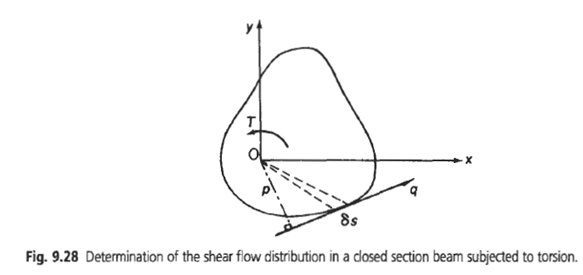 y
T
O
x
p
q
δs
Fig. 9.28 Determination of the shear flow distribution in a closed section beam subjected to torsion.